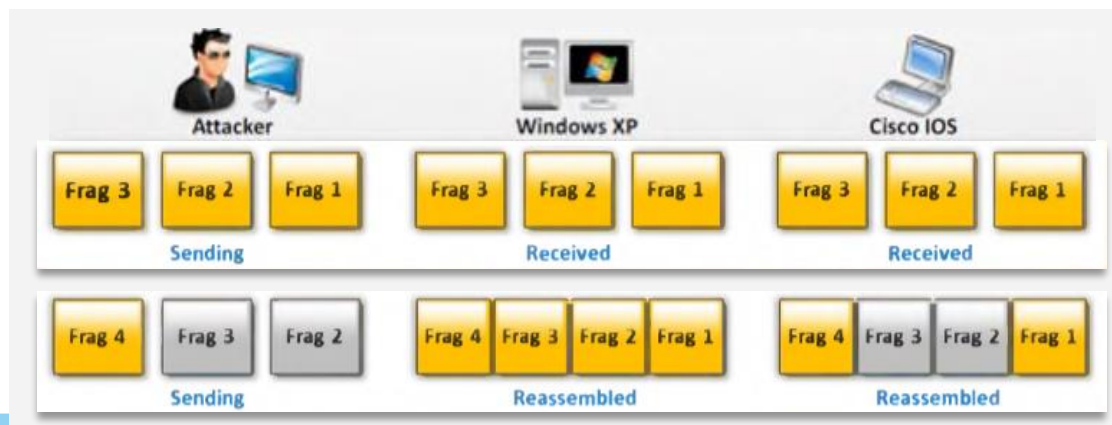 Attacker Windows XP Cisco IOS
Frag 3 Frag 2 Frag 1 Frag 3 Frag 2 Frag 1 Frag 3 Frag 2 Frag 1
Sending Received Received
Frag 4 Frag 3 Frag 2 Frag 4 Frag 3 Frag 2 Frag 1 Frag 4 Frag 3 Frag 2 Frag 1
Sending Reassembled Reassembled